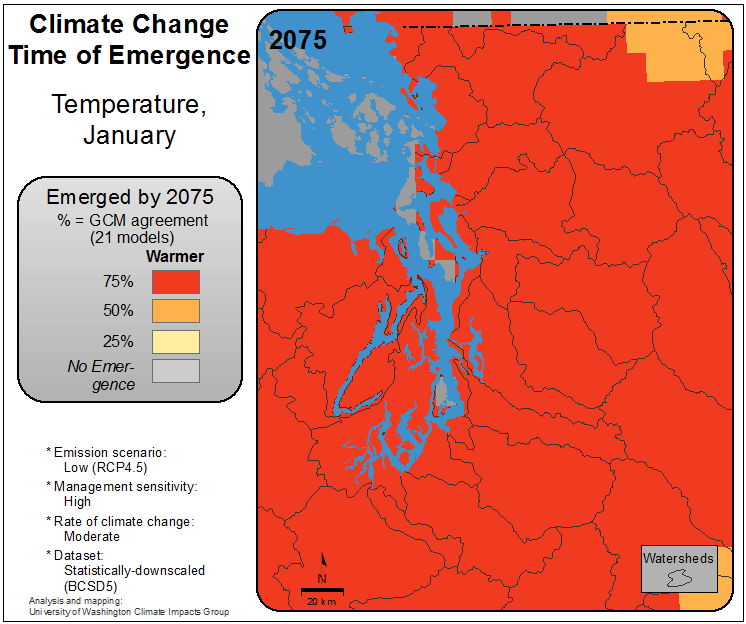 Climate Change
Time of Emergence
Temperature,
January
Emerged by 2075
% = GCM agreement
(21 models)
Warmer
75%
50%
25%
No Emer-
gence
* Emission scenario:
Low (RCP4.5)
* Management sensitivity:
High
* Rate of climate change:
Moderate
* Dataset:
Statistically-downscaled
(BCSD5)
Analysis and mapping:
University of Washington Climate Impacts Group
2075
N
20 km
Watersheds